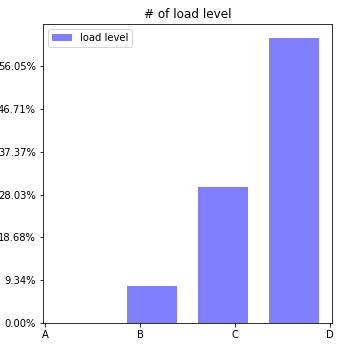 # of load level
load level
56.05%
46.71%
37.37%
28.03%
18.68%
9.34%
0.00%
A B C D